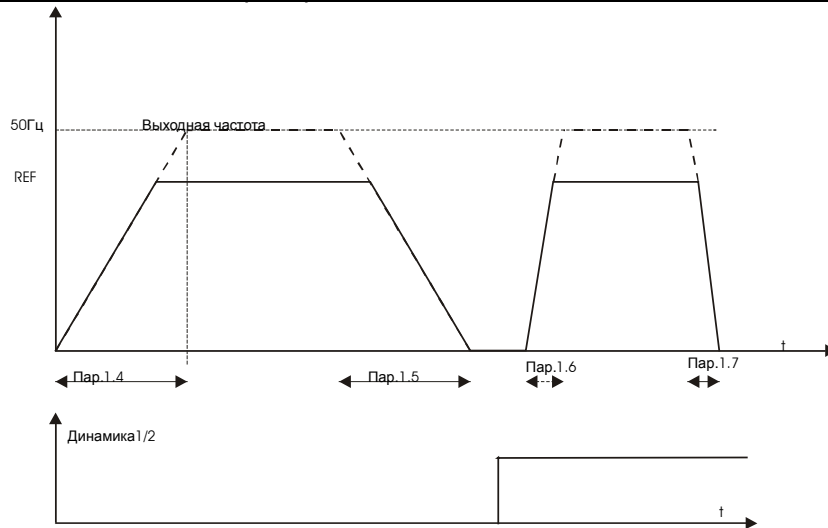 50Гц
Выходная частота
REF
t
Пар.1.4
Пар.1.5
Пар.1.6
Пар.1.7
Динамика1/2
t